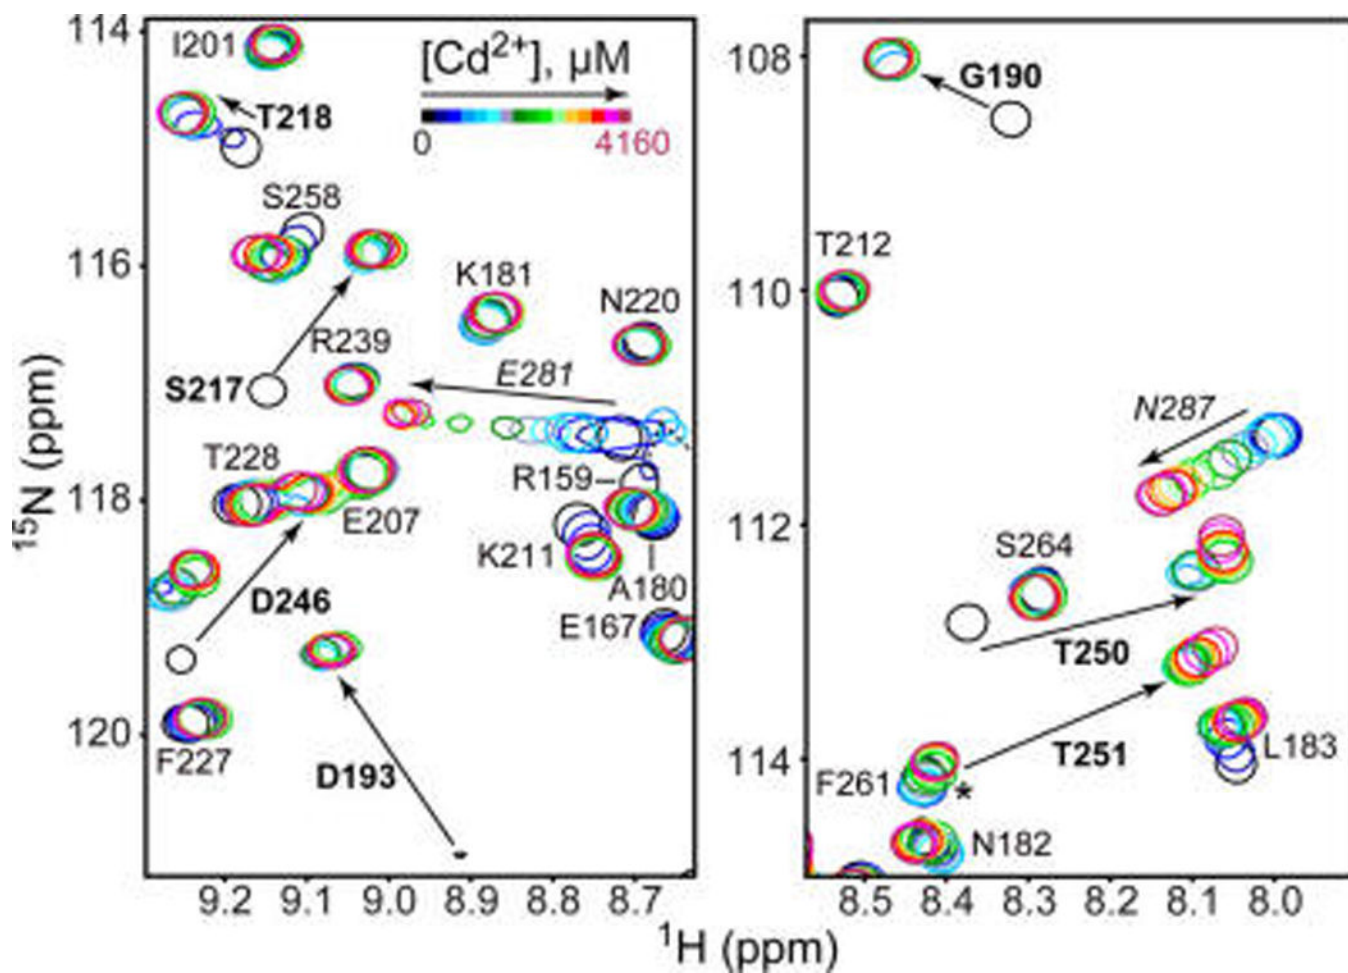 114
116
118
120
¹⁵N (ppm)
I201
[Cd²⁺], μM
0
4160
T218
S258
K181
N220
R239
E281
S217
T228
R159
E207
K211
A180
D246
E167
F227
D193
9.2 9.1 9.0 8.9 8.8 8.7
108
110
112
114
G190
T212
N287
S264
T250
T251
F261
*
L183
N182
8.5 8.4 8.3 8.2 8.1 8.0
¹H (ppm)